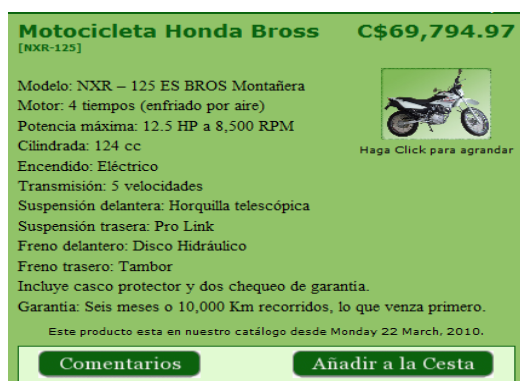 Motocicleta Honda Bross C$69,794.97
[NXR-125]
Modelo: NXR – 125 ES BROS Montañera
Motor: 4 tiempos (enfriado por aire)
Potencia máxima: 12.5 HP a 8,500 RPM
Cilindrada: 124 cc
Haga Click para agrandar
Encendido: Eléctrico
Transmisión: 5 velocidades
Suspensión delantera: Horquilla telescópica
Suspensión trasera: Pro Link
Freno delantero: Disco Hidráulico
Freno trasero: Tambor
Incluye casco protector y dos chequeo de garantia.
Garantia: Seis meses o 10,000 Km recorridos, lo que venza primero.
Este producto esta en nuestro catálogo desde Monday 22 March, 2010.
Comentarios Añadir a la Cesta